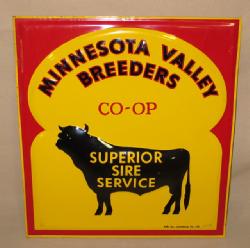 MINNESOTA VALLEY
BREEDERS
CO-OP
SUPERIOR
SIRE
SERVICE